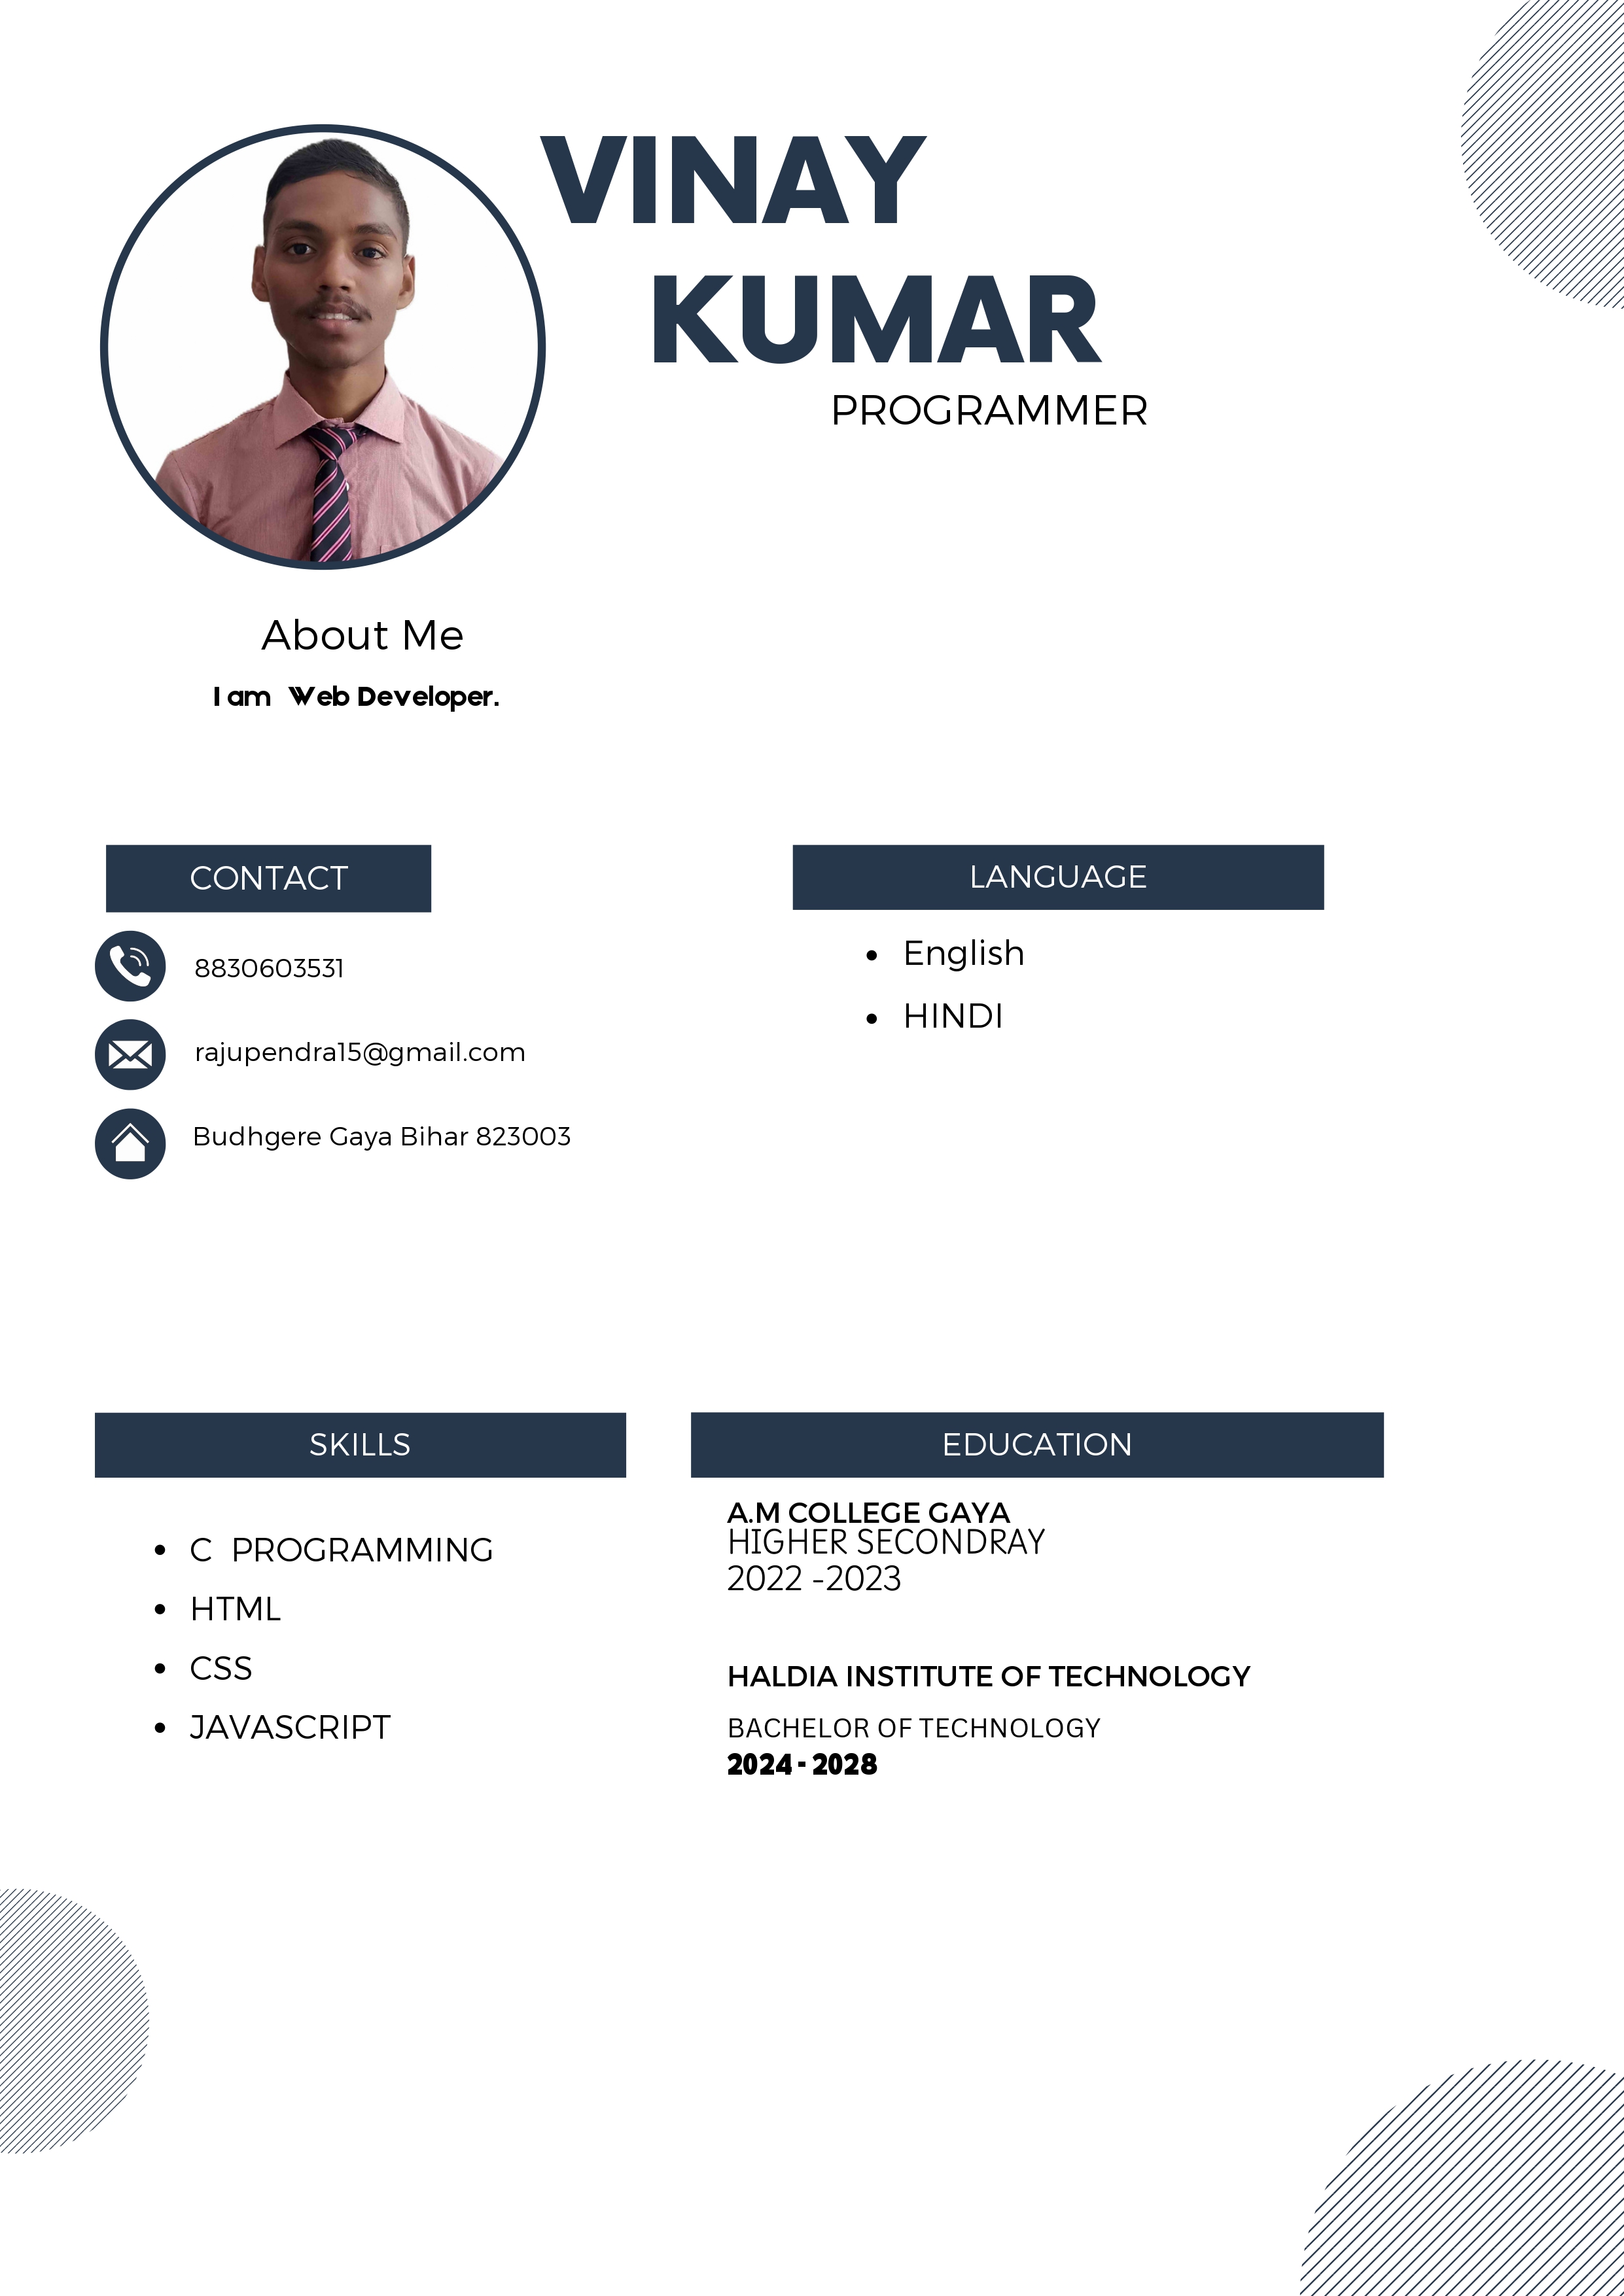 VINAY
KUMAR
PROGRAMMER
About Me
I am Web Developer.
CONTACT
8830603531
rajupendra15@gmail.com
Budhgere Gaya Bihar 823003
LANGUAGE
• English
• HINDI
SKILLS
• C PROGRAMMING
• HTML
• CSS
• JAVASCRIPT
EDUCATION
A.M COLLEGE GAYA
HIGHER SECONDRAY
2022 -2023
HALDIA INSTITUTE OF TECHNOLOGY
BACHELOR OF TECHNOLOGY
2024 - 2028